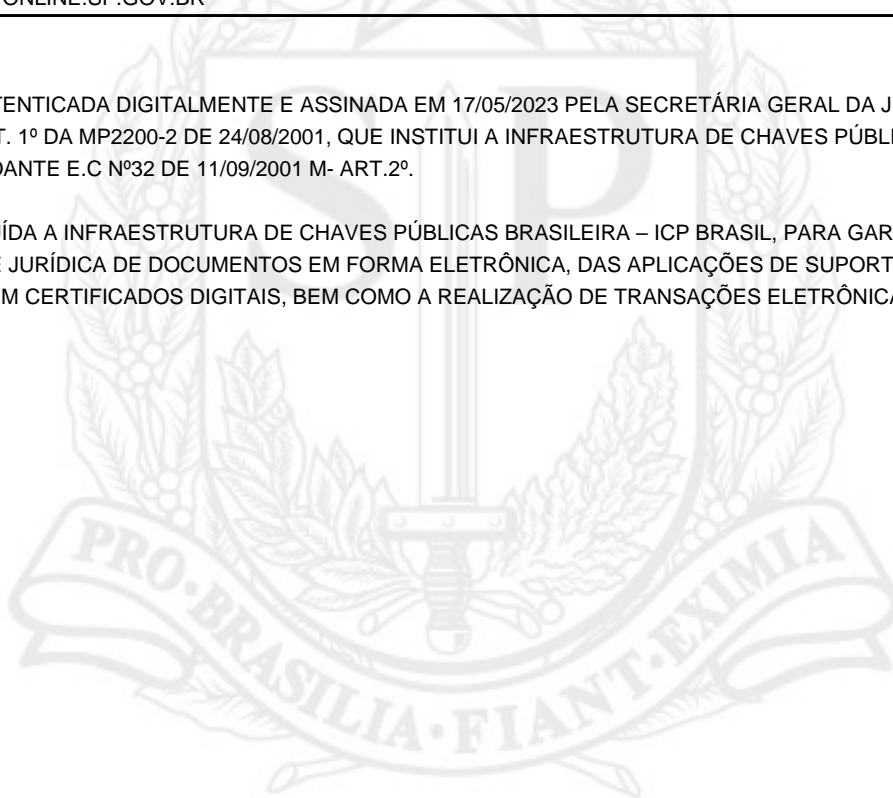 ONLINE.SP.GOV.BR
TENTICADA DIGITALMENTE E ASSINADA EM 17/05/2023 PELA SECRETÁRIA GERAL DA J
T. 1º DA MP2200-2 DE 24/08/2001, QUE INSTITUI A INFRAESTRUTURA DE CHAVES PÚBL
DANTE E.C Nº32 DE 11/09/2001 M- ART.2º.
ÍDA A INFRAESTRUTURA DE CHAVES PÚBLICAS BRASILEIRA – ICP BRASIL, PARA GAR
E JURÍDICA DE DOCUMENTOS EM FORMA ELETRÔNICA, DAS APLICAÇÕES DE SUPORT
M CERTIFICADOS DIGITAIS, BEM COMO A REALIZAÇÃO DE TRANSAÇÕES ELETRÔNICA
SP
PRO•BRASILIA•FIANT•EXIMIA